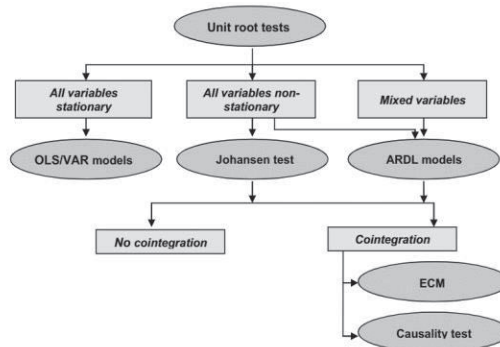 Unit root tests
All variables
stationary
All variables non-
stationary
Mixed variables
OLS/VAR models
Johansen test
ARDL models
No cointegration
Cointegration
ECM
Causality test